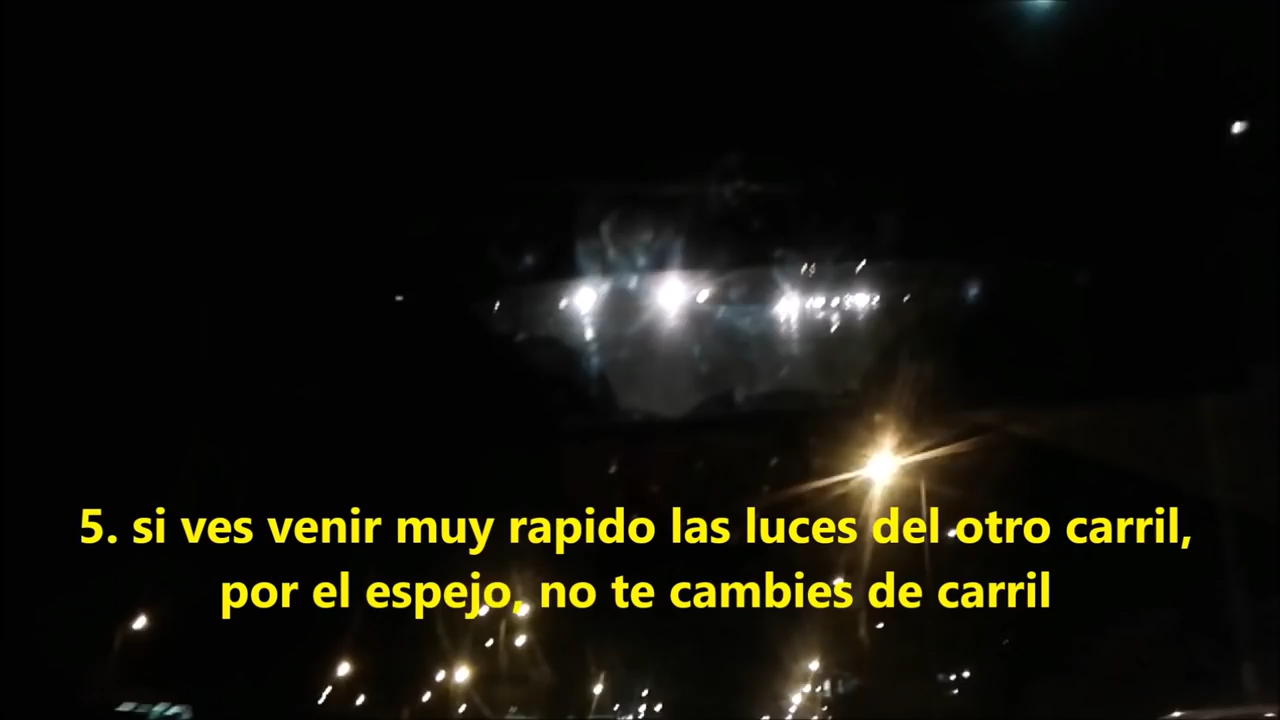 5. si ves venir muy rapido las luces del otro carril,
por el espejo, no te cambies de carril